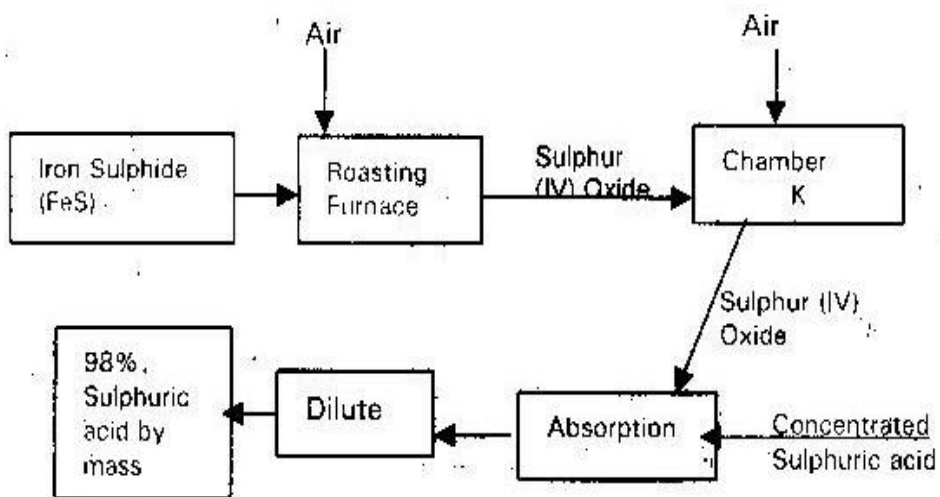 Air
Air
Iron Sulphide
(FeS)
Roasting
Furnace
Sulphur
(IV) Oxide
Chamber
K
Sulphur (IV)
Oxide
98%.
Sulphuric
acid by
mass
Dilute
Absorption
Concentrated
Sulphuric acid